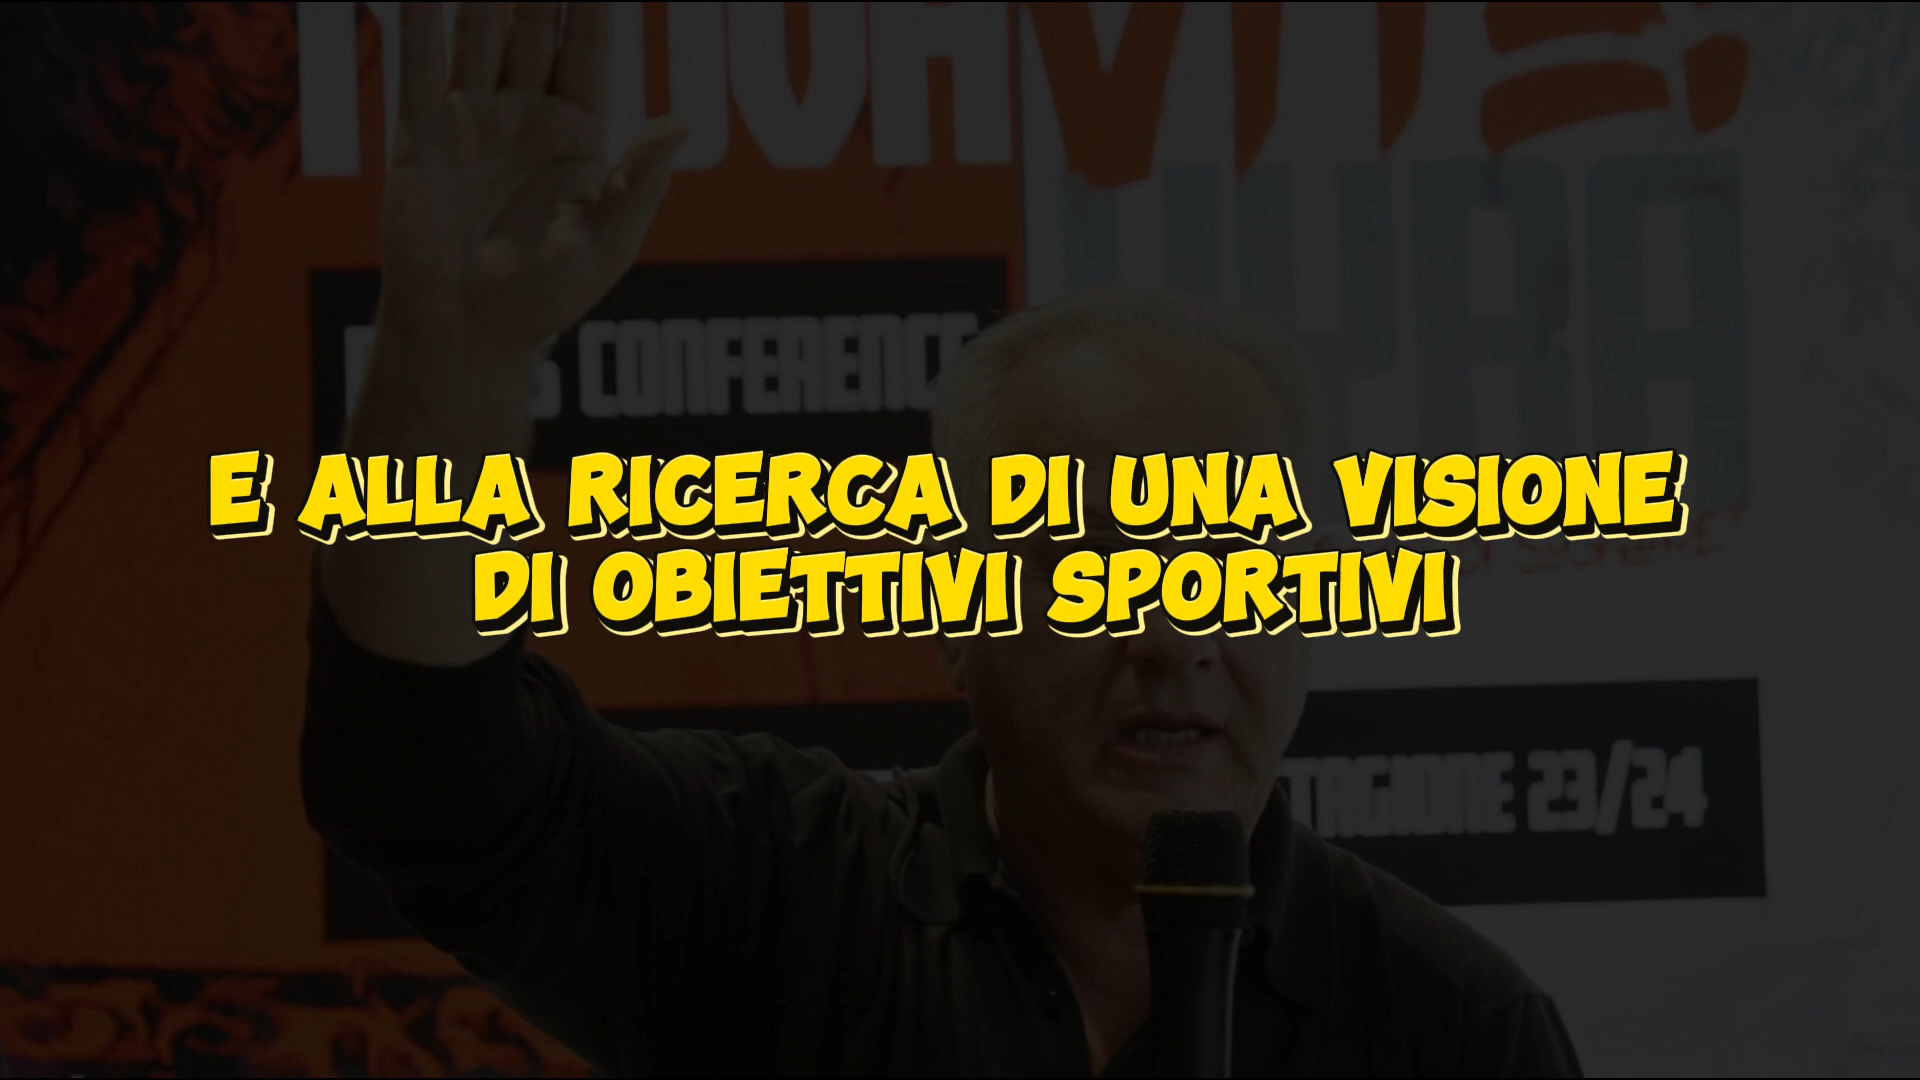 CONFERENCE
E ALLA RICERCA DI UNA VISIONE
DI OBIETTIVI SPORTIVI
STAGIONE 23/24